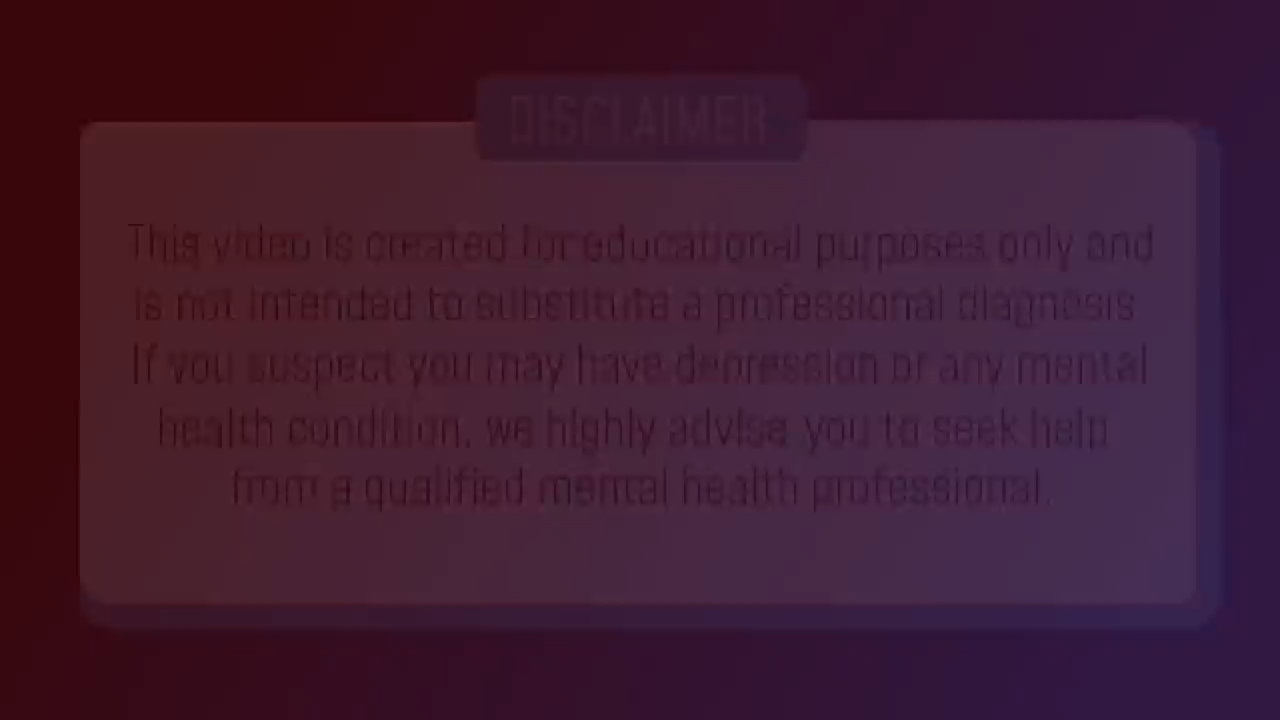 DISCLAIMER
This video is created for educational purposes only and
is not intended to substitute a professional diagnosis
If you suspect you may have depression or any mental
health condition, we highly advise you to seek help
from a qualified mental health professional.